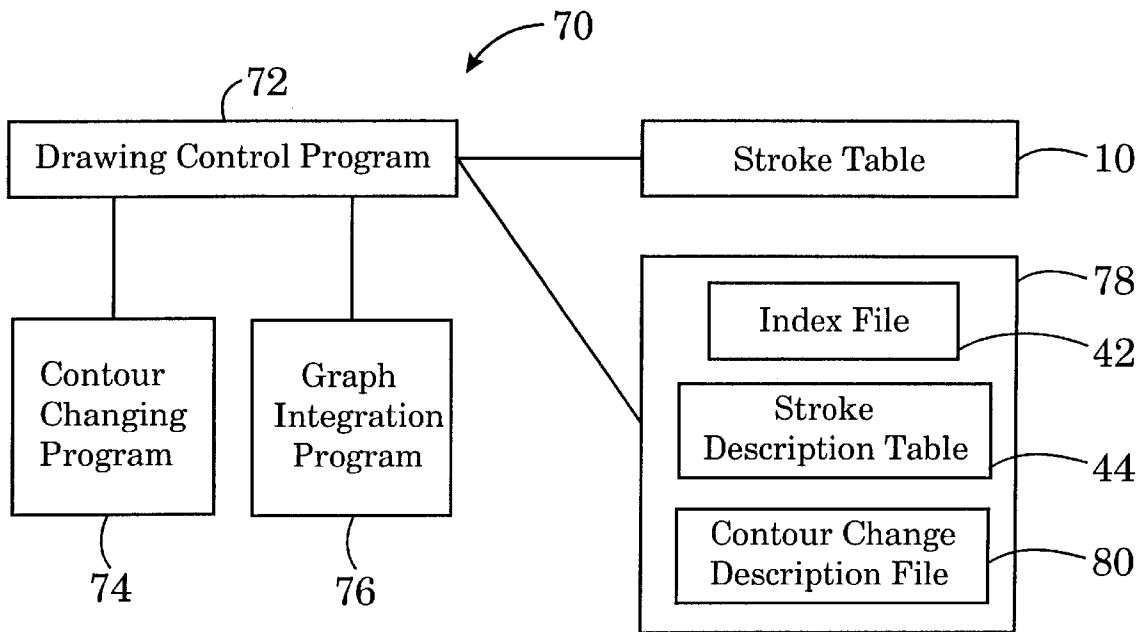 70
72
Drawing Control Program
Stroke Table
10
78
Index File
42
Contour
Changing
Program
Graph
Integration
Program
Stroke
Description Table
44
Contour Change
Description File
80
74
76